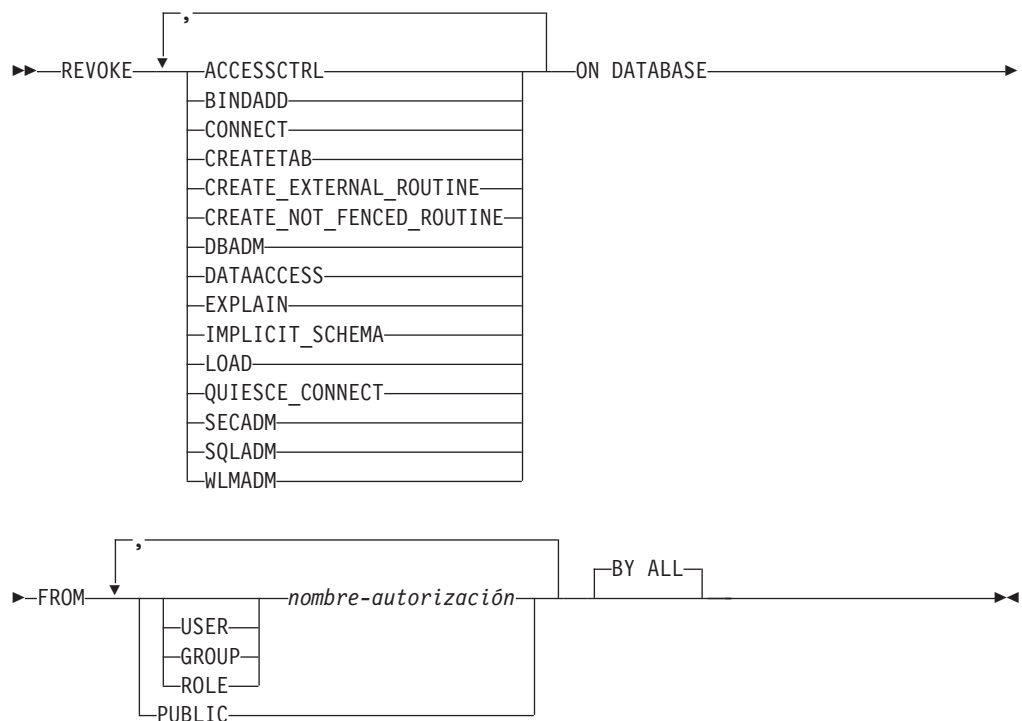 ,
REVOKE ACCESSCTRL ON DATABASE
BINDADD
CONNECT
CREATETAB
CREATE_EXTERNAL_ROUTINE
CREATE_NOT_FENCED_ROUTINE
DBADM
DATAACCESS
EXPLAIN
IMPLICIT_SCHEMA
LOAD
QUIESCE_CONNECT
SECADM
SQLADM
WLMADM
,
BY ALL
FROM nombre-autorización
USER
GROUP
ROLE
PUBLIC